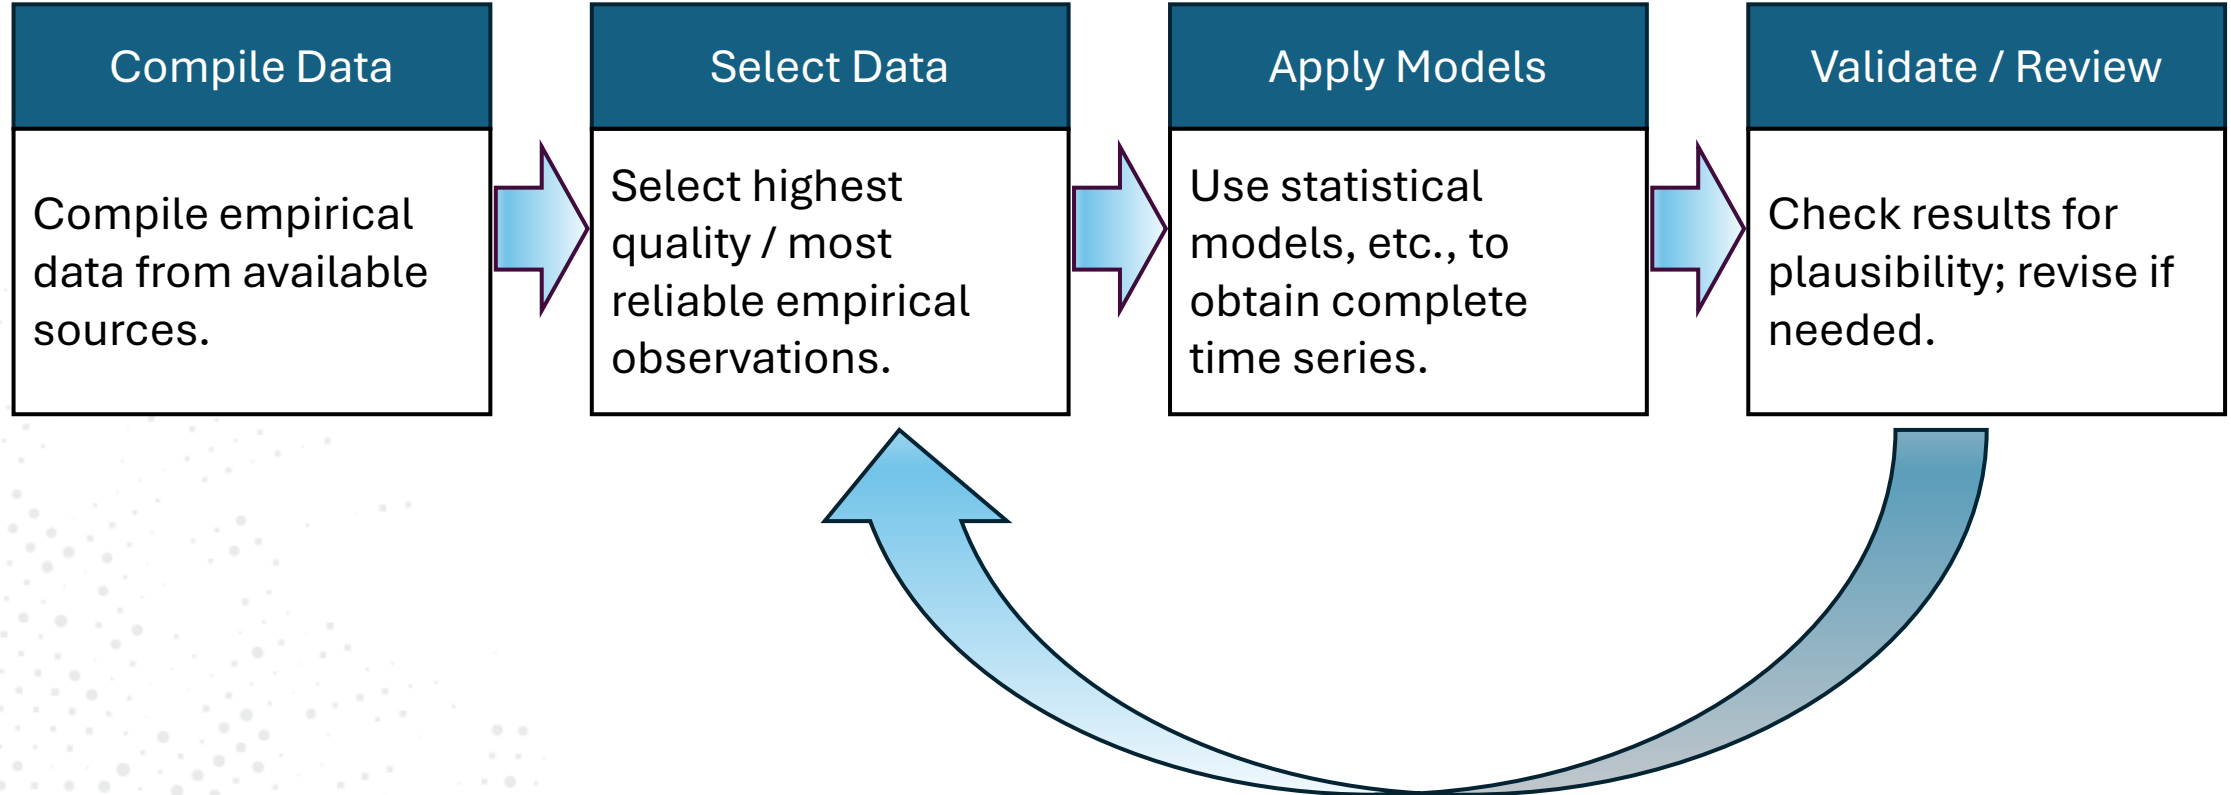 Compile Data
Compile empirical
data from available
sources.
Select Data
Select highest
quality / most
reliable empirical
observations.
Apply Models
Use statistical
models, etc., to
obtain complete
time series.
Validate / Review
Check results for
plausibility; revise if
needed.